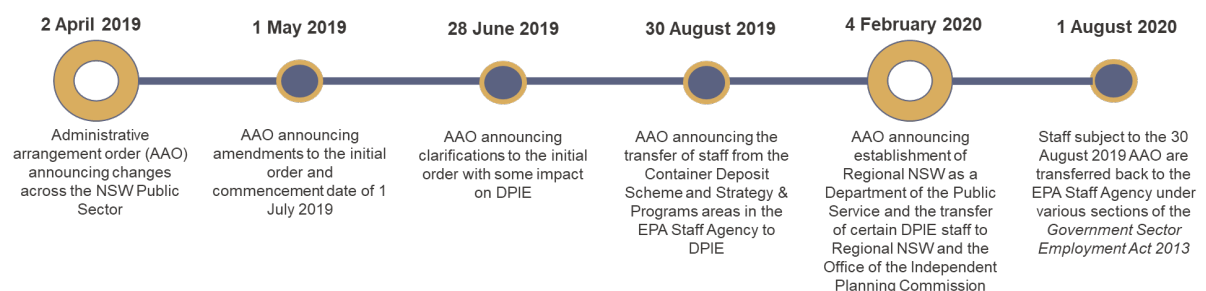 2 April 2019
Administrative
arrangement order (AAO)
announcing changes
across the NSW Public
Sector
1 May 2019
AAO announcing
amendments to the initial
order and
commencement date of 1
July 2019
28 June 2019
AAO announcing
clarifications to the initial
order with some impact
on DPIE
30 August 2019
AAO announcing the
transfer of staff from the
Container Deposit
Scheme and Strategy &
Programs areas in the
EPA Staff Agency to
DPIE
4 February 2020
AAO announcing
establishment of
Regional NSW as a
Department of the Public
Service and the transfer
of certain DPIE staff to
Regional NSW and the
Office of the Independent
Planning Commission
1 August 2020
Staff subject to the 30
August 2019 AAO are
transferred back to the
EPA Staff Agency under
various sections of the
Government Sector
Employment Act 2013